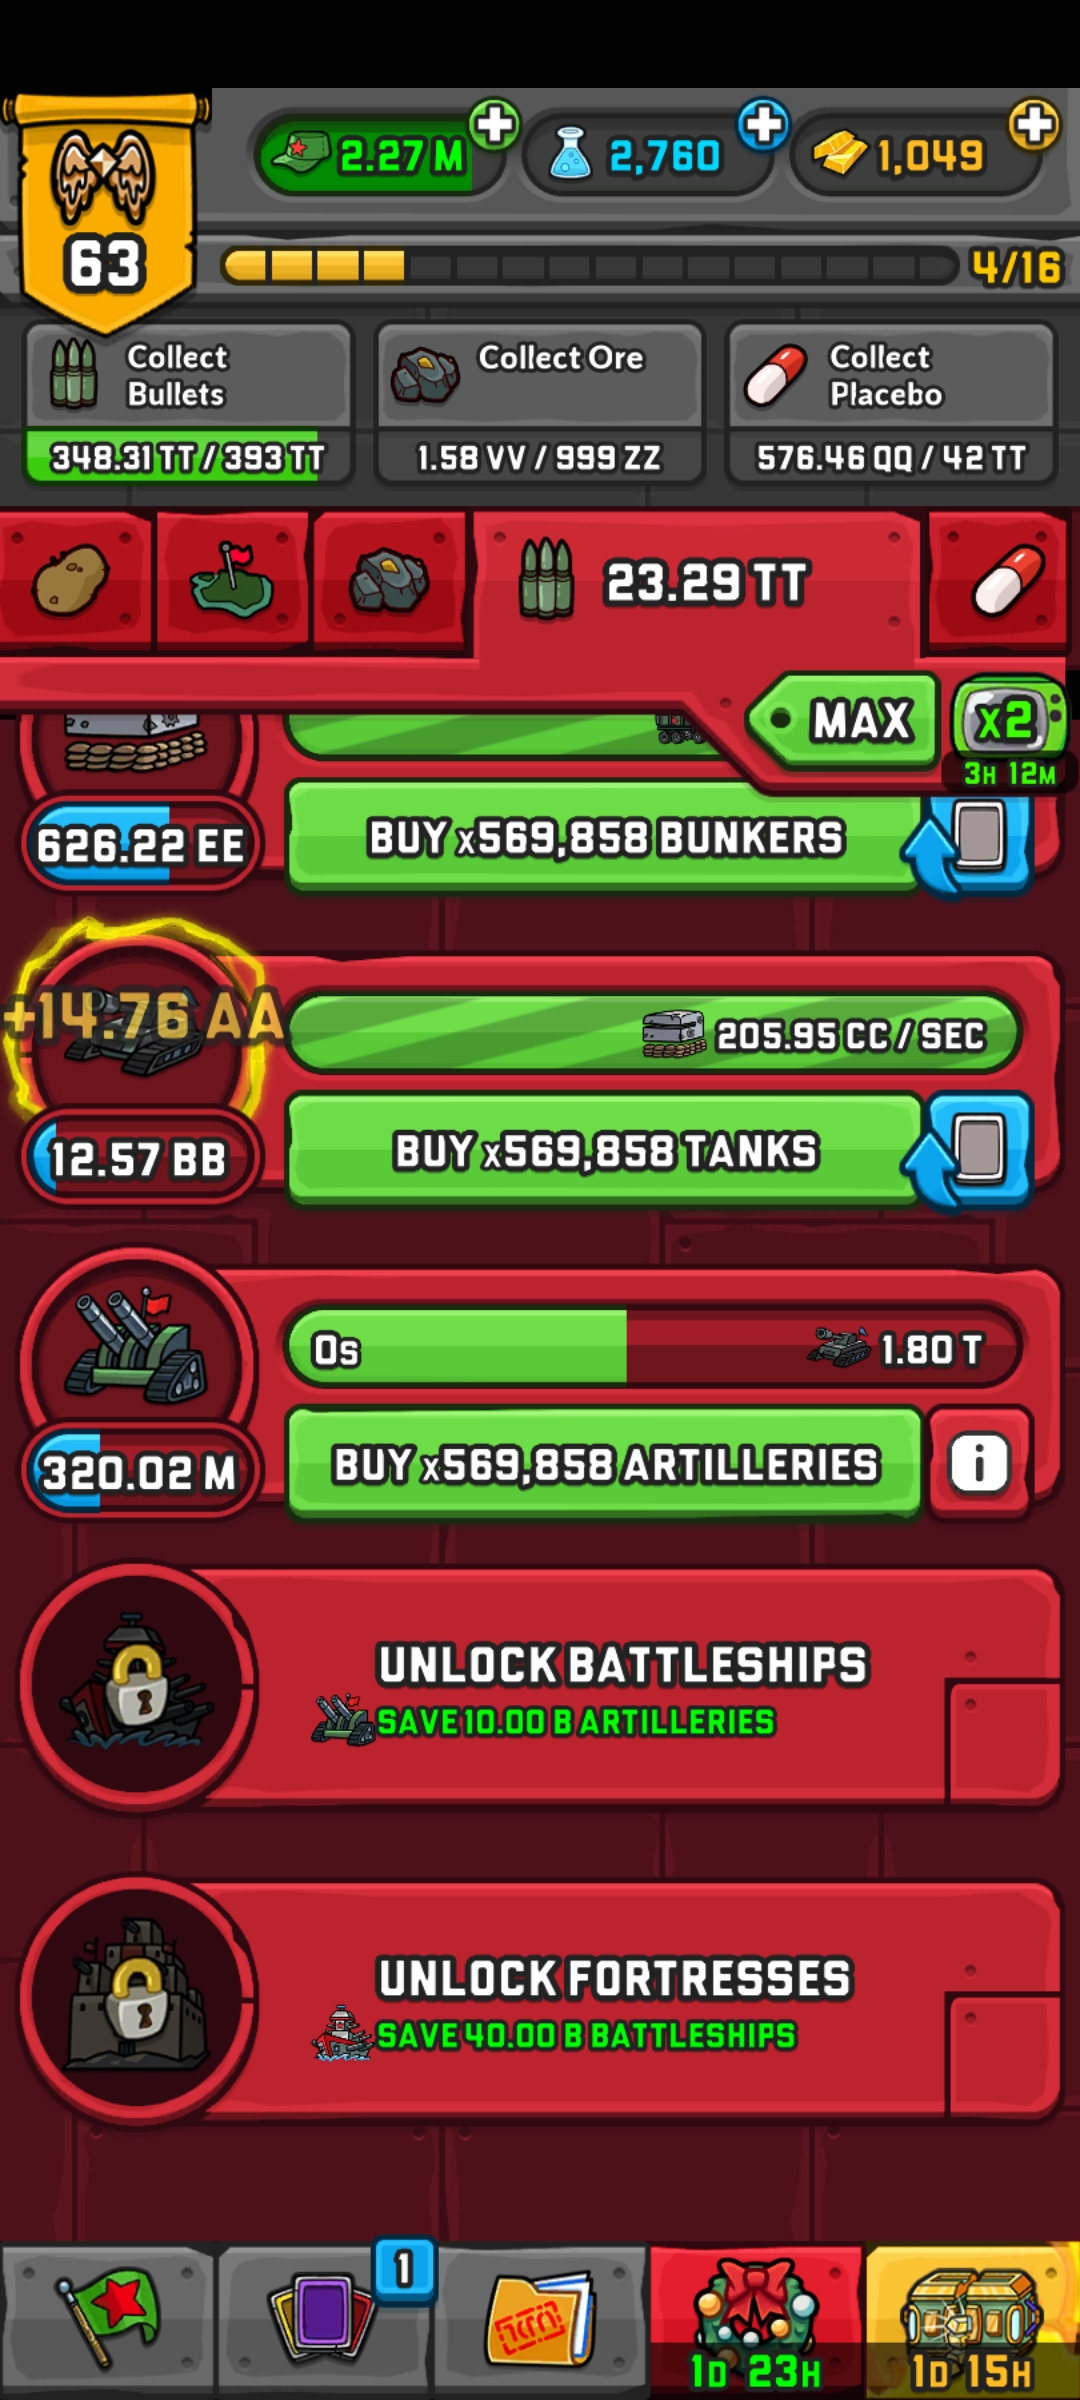 2.27 M
2,760
1,049
63
4/16
Collect
Bullets
348.31 TT / 393 TT
Collect Ore
1.58 VV / 999 ZZ
Collect
Placebo
576.46 QQ / 42 TT
23.29 TT
MAX
x2
3H 12M
626.22 EE
BUY x569,858 BUNKERS
+14.76 AA
205.95 CC / SEC
12.57 BB
BUY x569,858 TANKS
0s
1.80 T
320.02 M
BUY x569,858 ARTILLERIES
i
UNLOCK BATTLESHIPS
SAVE 10.00 B ARTILLERIES
UNLOCK FORTRESSES
SAVE 40.00 B BATTLESHIPS
1
1D 23H
1D 15H